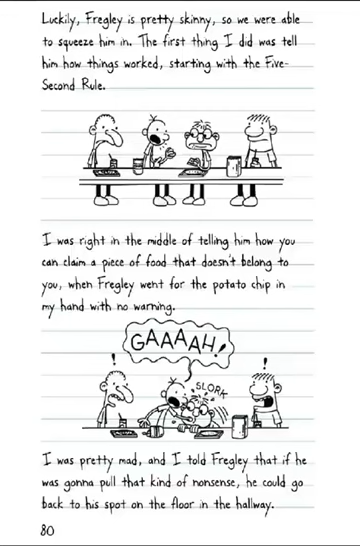 Luckily, Fregley is pretty skinny, so we were able
to squeeze him in. The first thing I did was tell
him how things worked, starting with the Five-
Second Rule.
I was right in the middle of telling him how you
can claim a piece of food that doesn't belong to
you, when Fregley went for the potato chip in
my hand with no warning.
GAAAAH!
!
SLORK
!
I was pretty mad, and I told Fregley that if he
was gonna pull that kind of nonsense, he could go
back to his spot on the floor in the hallway.
80